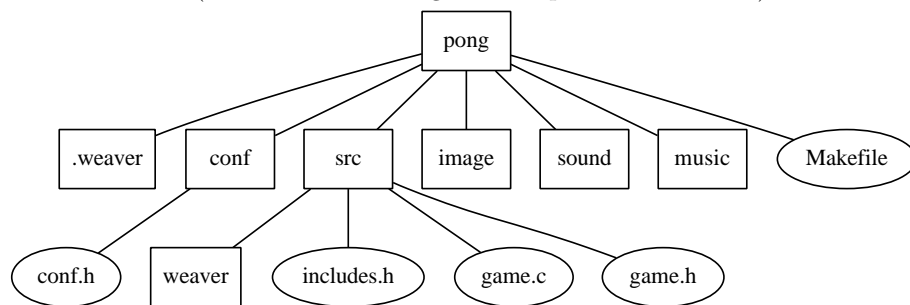 pong
.weaver conf src image sound music Makefile
conf.h weaver includes.h game.c game.h